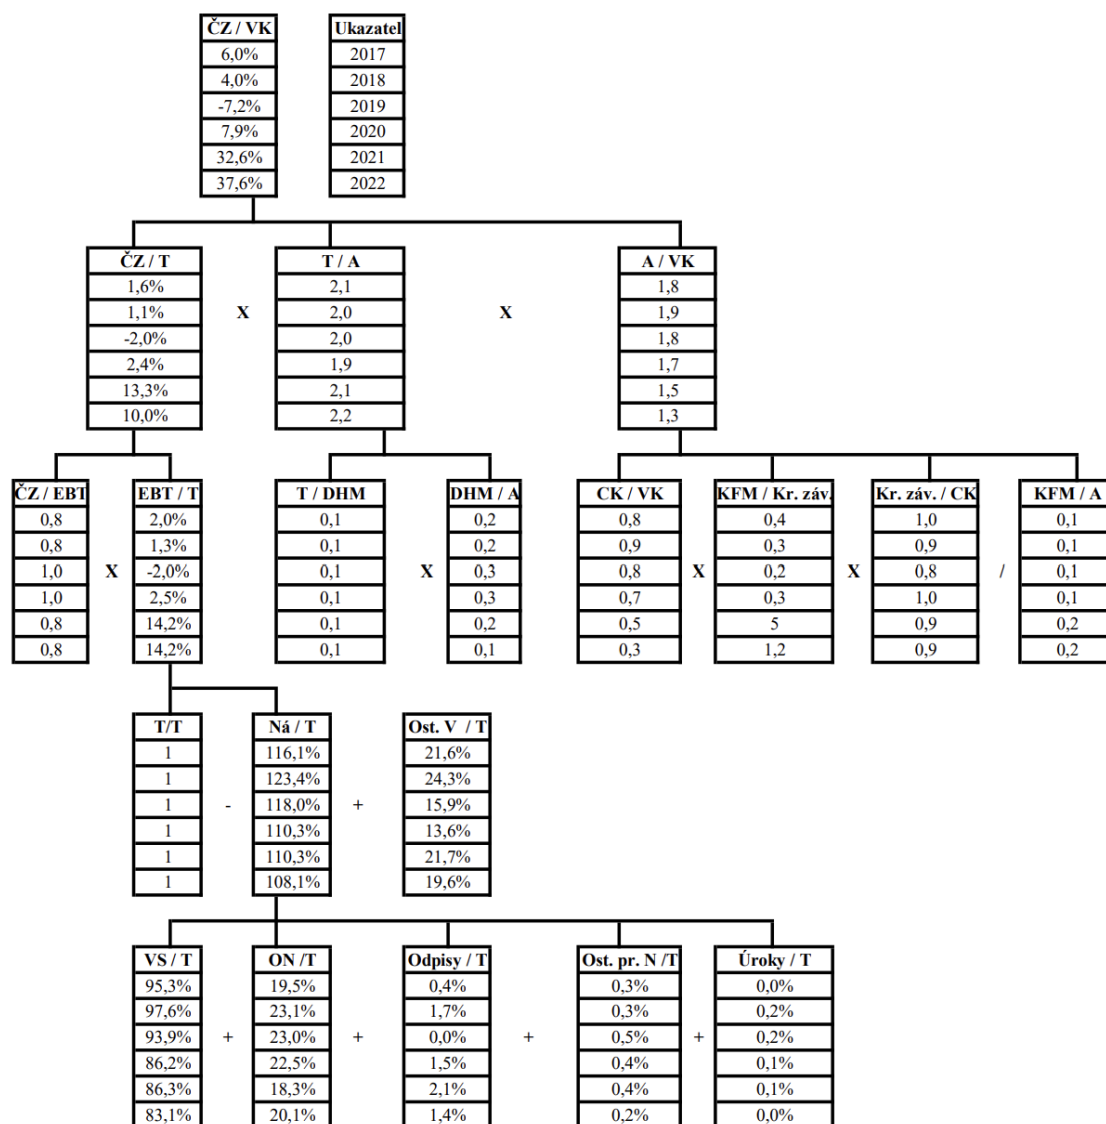 ČZ / VK Ukazatel
6,0% 2017
4,0% 2018
-7,2% 2019
7,9% 2020
32,6% 2021
37,6% 2022
ČZ / T T / A A / VK
1,6% 2,1 1,8
1,1% X 2,0 X 1,9
-2,0% 2,0 1,8
2,4% 1,9 1,7
13,3% 2,1 1,5
10,0% 2,2 1,3
ČZ / EBT EBT / T T / DHM DHM / A CK / VK KFM / Kr. záv. Kr. záv. / CK KFM / A
0,8 2,0% 0,1 0,2 0,8 0,4 1,0 0,1
0,8 1,3% 0,1 0,2 0,9 0,3 0,9 0,1
1,0 X -2,0% 0,1 X 0,3 0,8 X 0,2 X 0,8 / 0,1
1,0 2,5% 0,1 0,3 0,7 0,3 1,0 0,1
0,8 14,2% 0,1 0,2 0,5 5 0,9 0,2
0,8 14,2% 0,1 0,1 0,3 1,2 0,9 0,2
T/T Ná / T Ost. V / T
1 116,1% 21,6%
1 123,4% 24,3%
1 - 118,0% + 15,9%
1 110,3% 13,6%
1 110,3% 21,7%
1 108,1% 19,6%
VS / T ON /T Odpisy / T Ost. pr. N /T Úroky / T
95,3% 19,5% 0,4% 0,3% 0,0%
97,6% 23,1% 1,7% 0,3% 0,2%
93,9% + 23,0% + 0,0% + 0,5% + 0,2%
86,2% 22,5% 1,5% 0,4% 0,1%
86,3% 18,3% 2,1% 0,4% 0,1%
83,1% 20,1% 1,4% 0,2% 0,0%